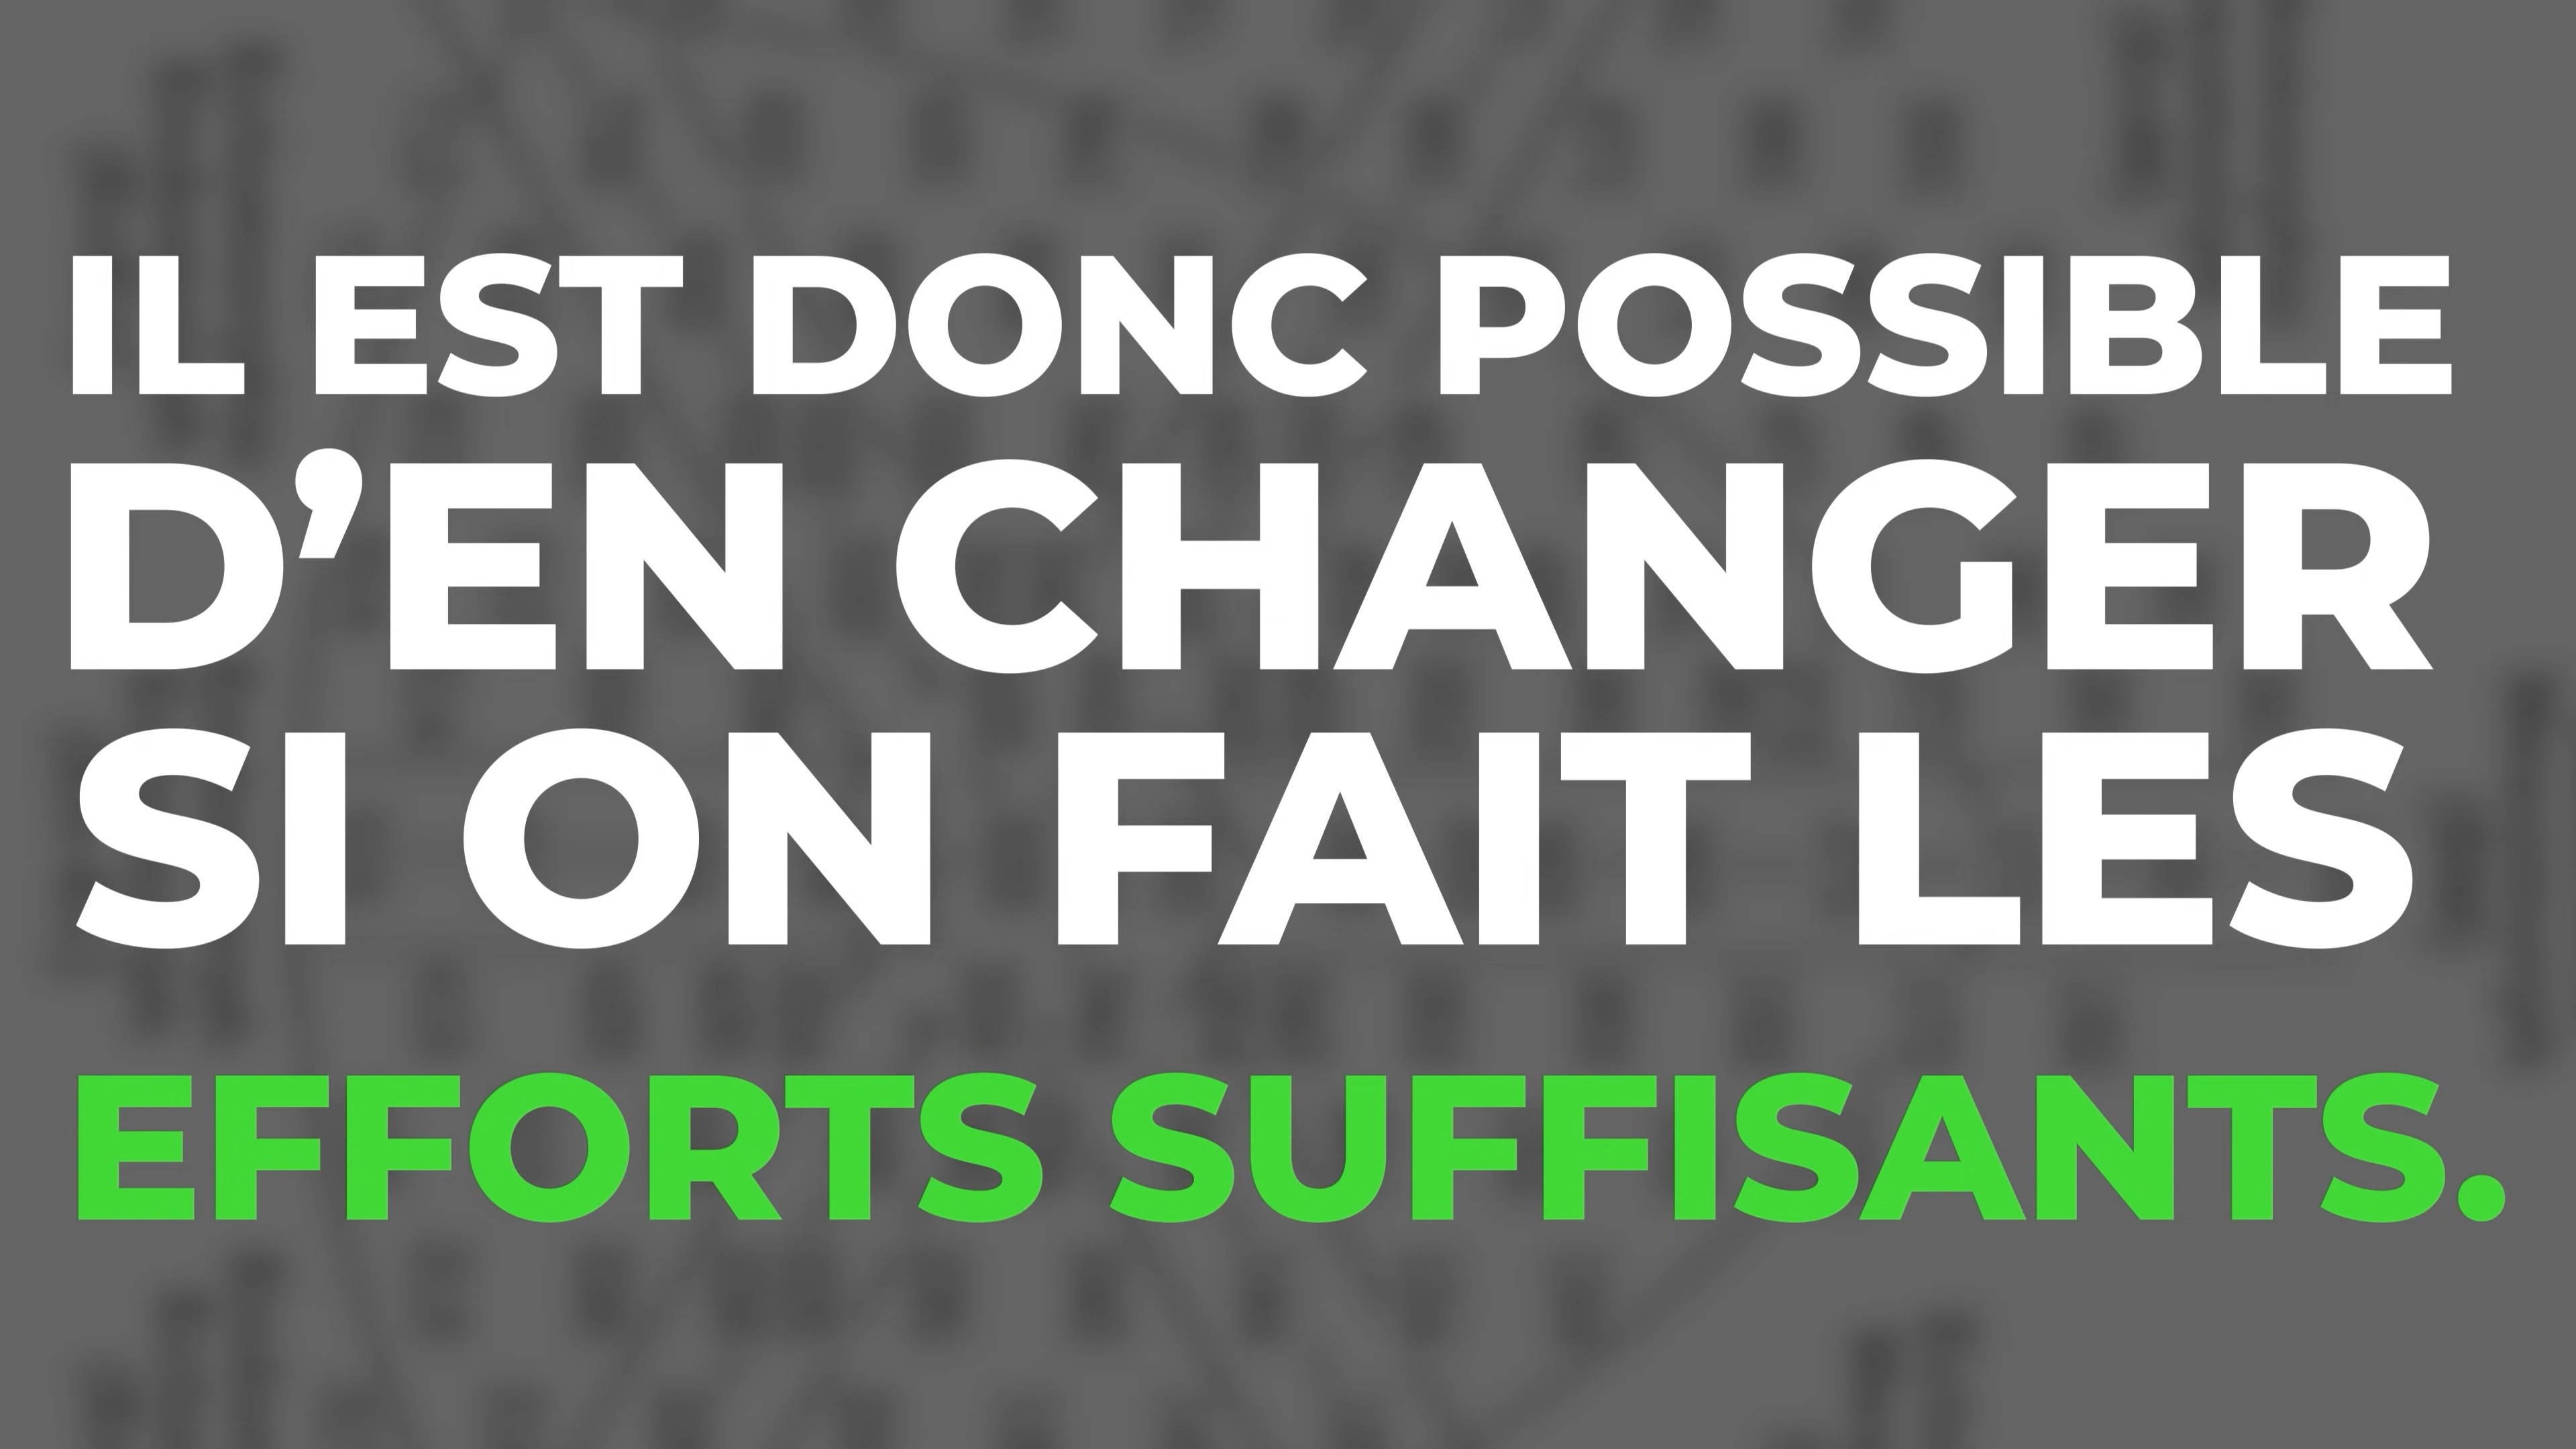 IL EST DONC POSSIBLE
D’EN CHANGER
SI ON FAIT LES
EFFORTS SUFFISANTS.